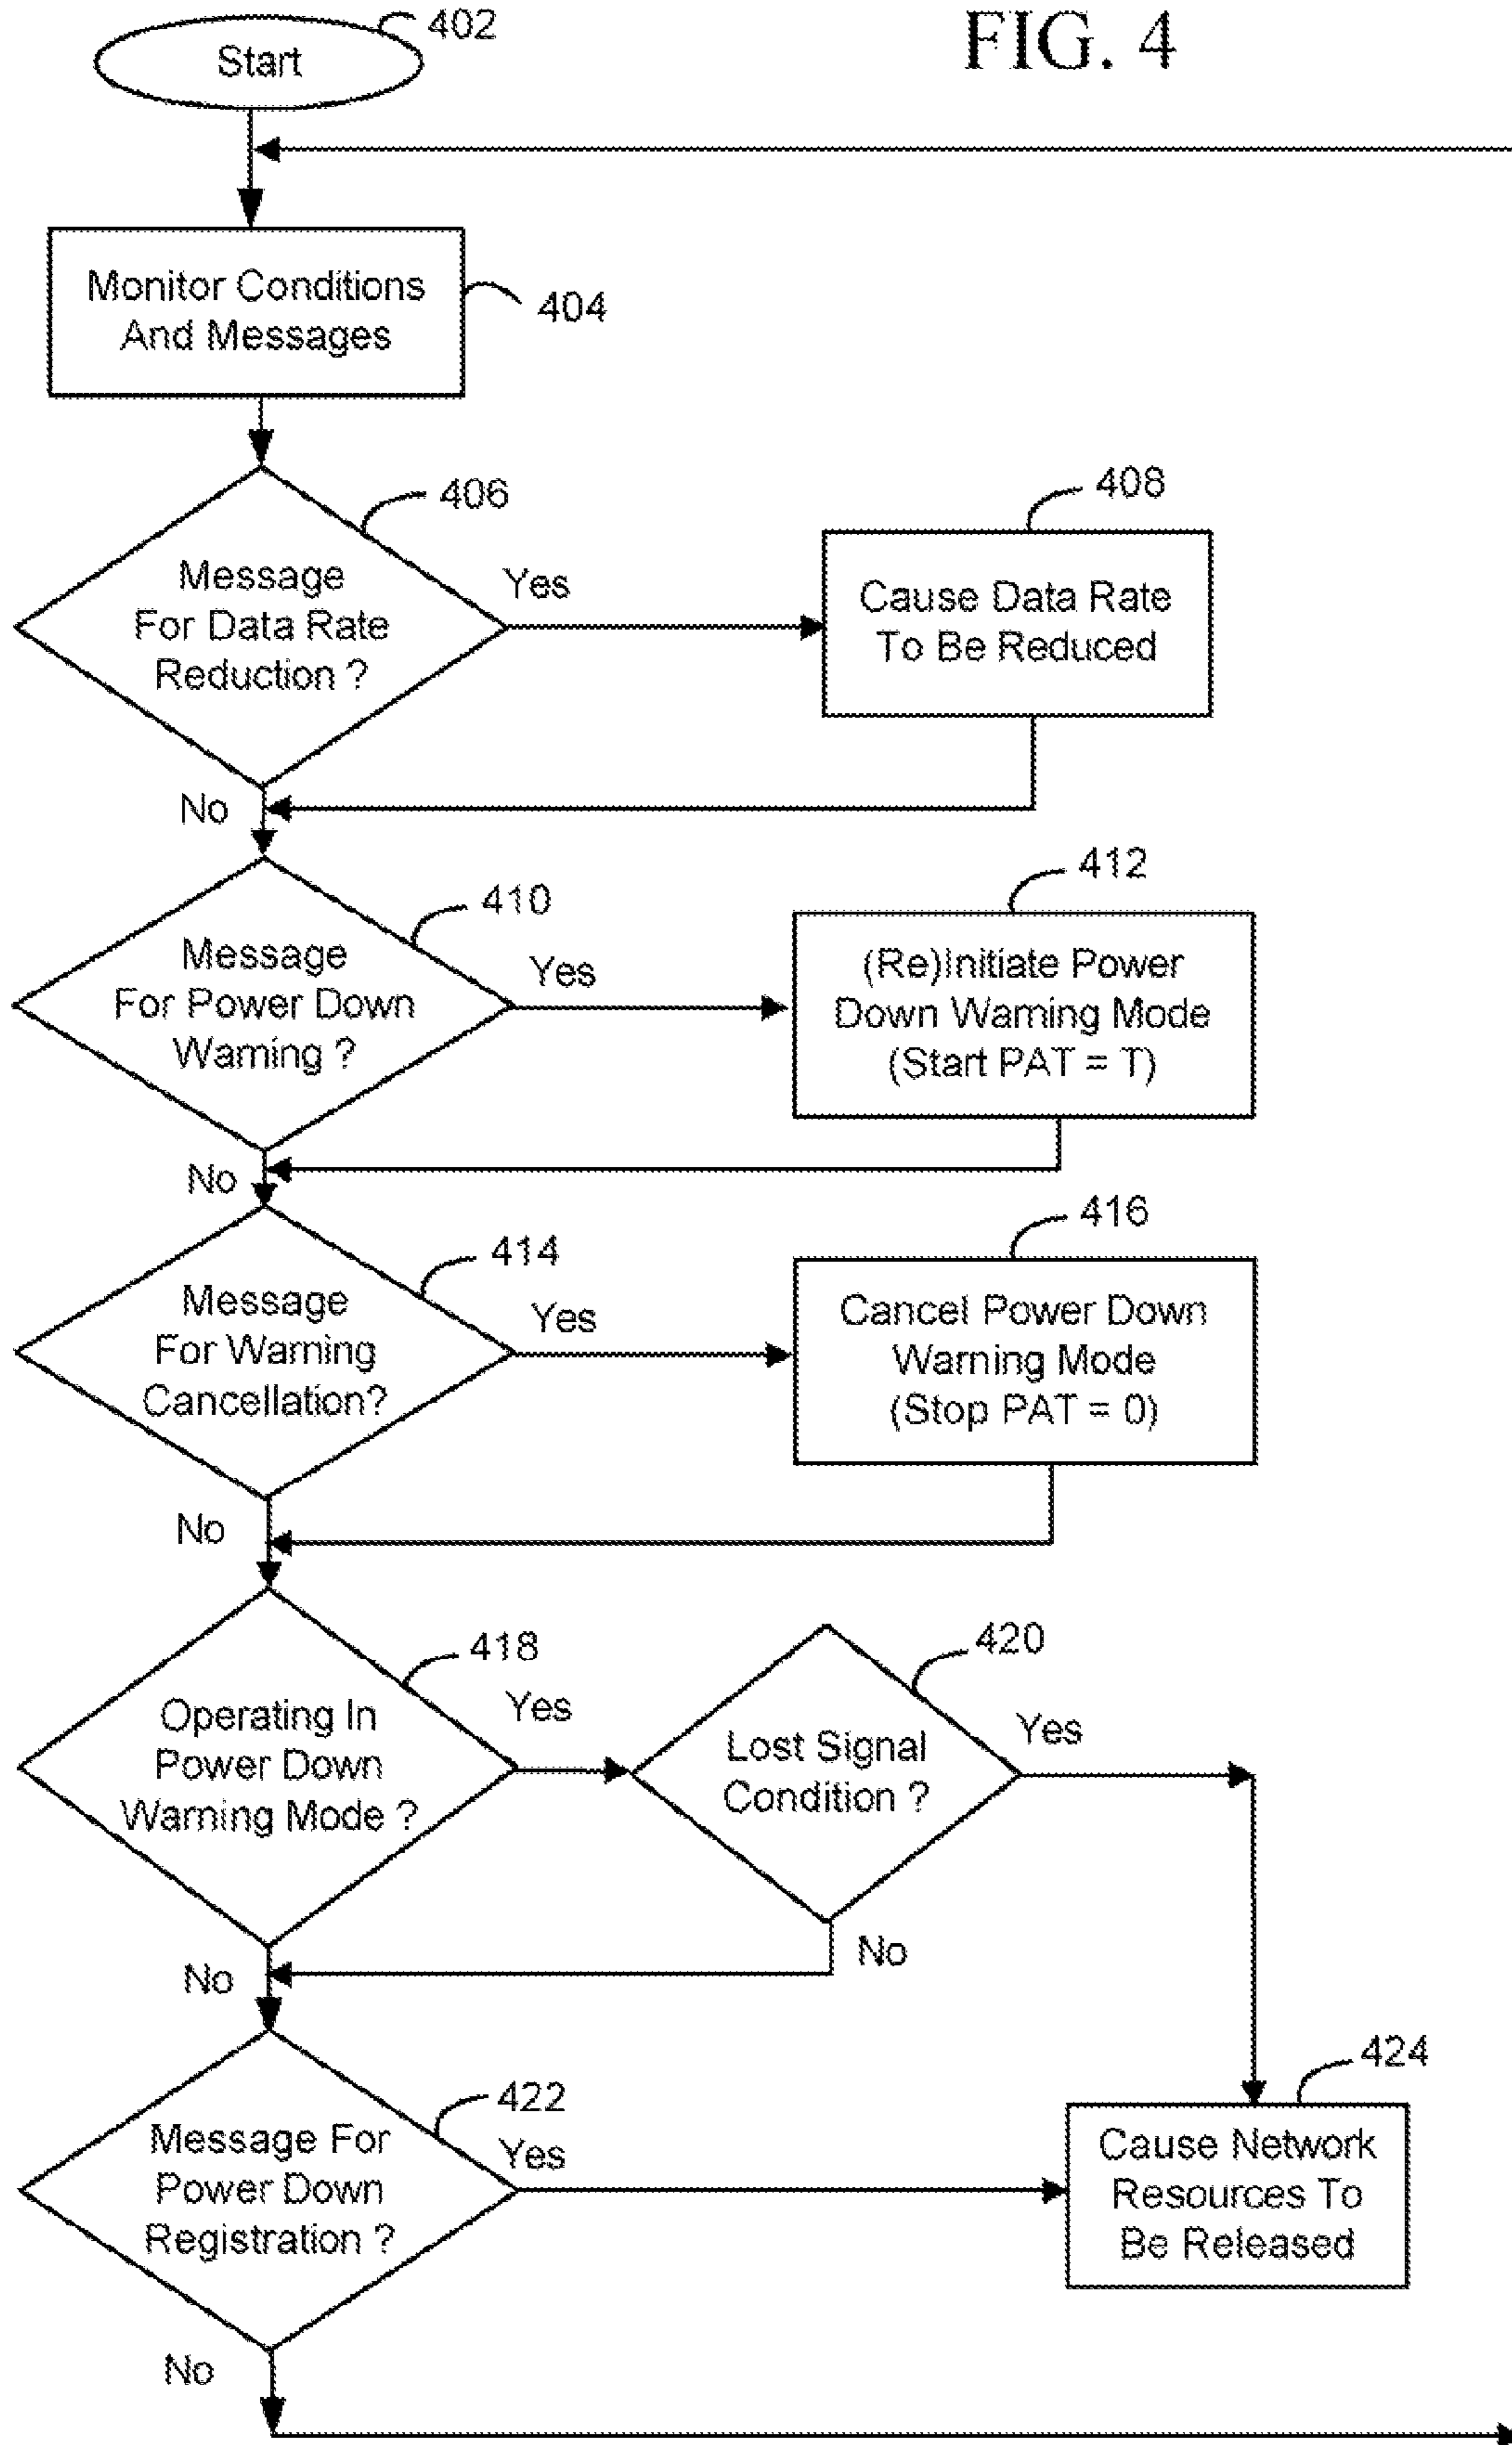 FIG. 4
402
Start
Monitor Conditions
And Messages
404
406
Message
For Data Rate
Reduction ?
Yes
No
408
Cause Data Rate
To Be Reduced
410
Message
For Power Down
Warning ?
Yes
No
412
(Re)Initiate Power
Down Warning Mode
(Start PAT = T)
414
Message
For Warning
Cancellation?
Yes
No
416
Cancel Power Down
Warning Mode
(Stop PAT = 0)
418
Operating In
Power Down
Warning Mode ?
Yes
No
420
Lost Signal
Condition ?
Yes
No
422
Message For
Power Down
Registration ?
Yes
No
424
Cause Network
Resources To
Be Released